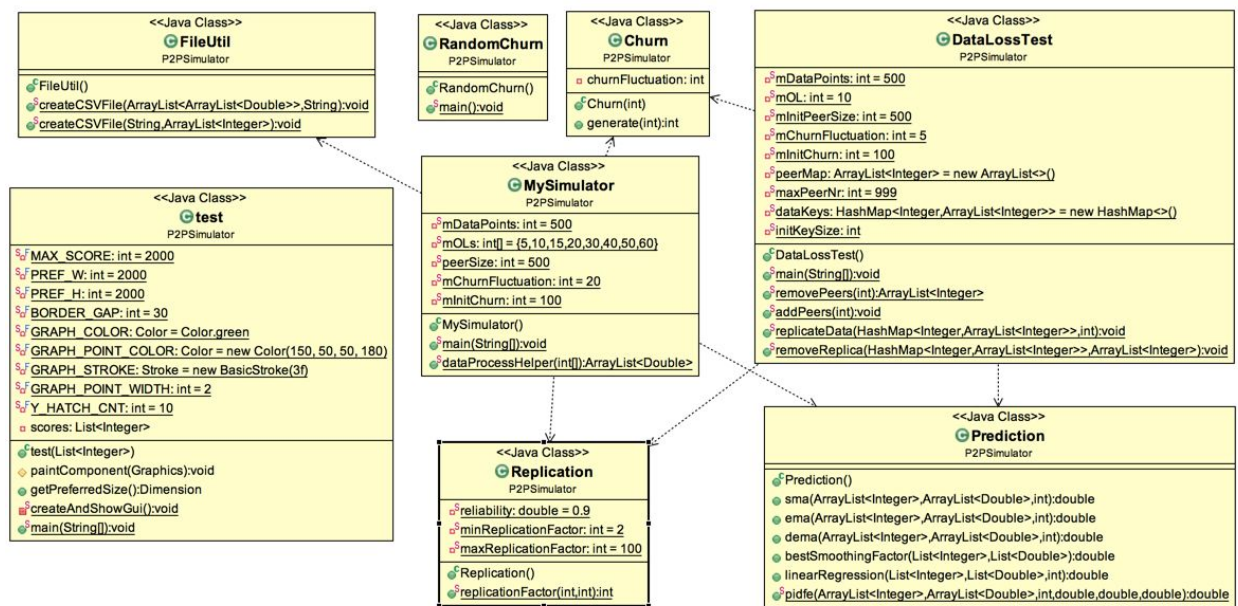 <<Java Class>>
FileUtil
P2PSimulator
FileUtil()
createCSVFile(ArrayList<ArrayList<Double>>,String):void
createCSVFile(String,ArrayList<Integer>):void
<<Java Class>>
RandomChurn
P2PSimulator
RandomChurn()
main():void
<<Java Class>>
Churn
P2PSimulator
churnFluctuation: int
Churn(int)
generate(int):int
<<Java Class>>
DataLossTest
P2PSimulator
mDataPoints: int = 500
mOL: int = 10
mInitPeerSize: int = 500
mChurnFluctuation: int = 5
mInitChurn: int = 100
peerMap: ArrayList<Integer> = new ArrayList<>()
maxPeerNr: int = 999
dataKeys: HashMap<Integer,ArrayList<Integer>> = new HashMap<>()
initKeySize: int
DataLossTest()
main(String[]):void
removePeers(int):ArrayList<Integer>
addPeers(int):void
replicateData(HashMap<Integer,ArrayList<Integer>>,int):void
removeReplica(HashMap<Integer,ArrayList<Integer>>,ArrayList<Integer>):void
<<Java Class>>
test
P2PSimulator
MAX_SCORE: int = 2000
PREF_W: int = 2000
PREF_H: int = 2000
BORDER_GAP: int = 30
GRAPH_COLOR: Color = Color.green
GRAPH_POINT_COLOR: Color = new Color(150, 50, 50, 180)
GRAPH_STROKE: Stroke = new BasicStroke(3f)
GRAPH_POINT_WIDTH: int = 2
Y_HATCH_CNT: int = 10
scores: List<Integer>
test(List<Integer>)
paintComponent(Graphics):void
getPreferredSize():Dimension
createAndShowGui():void
main(String[]):void
<<Java Class>>
MySimulator
P2PSimulator
mDataPoints: int = 500
mOLs: int[] = {5,10,15,20,30,40,50,60}
peerSize: int = 500
mChurnFluctuation: int = 20
mInitChurn: int = 100
MySimulator()
main(String[]):void
dataProcessHelper(int[]):ArrayList<Double>
<<Java Class>>
Replication
P2PSimulator
reliability: double = 0.9
minReplicationFactor: int = 2
maxReplicationFactor: int = 100
Replication()
replicationFactor(int,int):int
<<Java Class>>
Prediction
P2PSimulator
Prediction()
sma(ArrayList<Integer>,ArrayList<Double>,int):double
ema(ArrayList<Integer>,ArrayList<Double>,int):double
dema(ArrayList<Integer>,ArrayList<Double>,int):double
bestSmoothingFactor(List<Integer>,List<Double>):double
linearRegression(List<Integer>,List<Double>,int):double
pidfe(ArrayList<Integer>,ArrayList<Double>,int,double,double,double):double